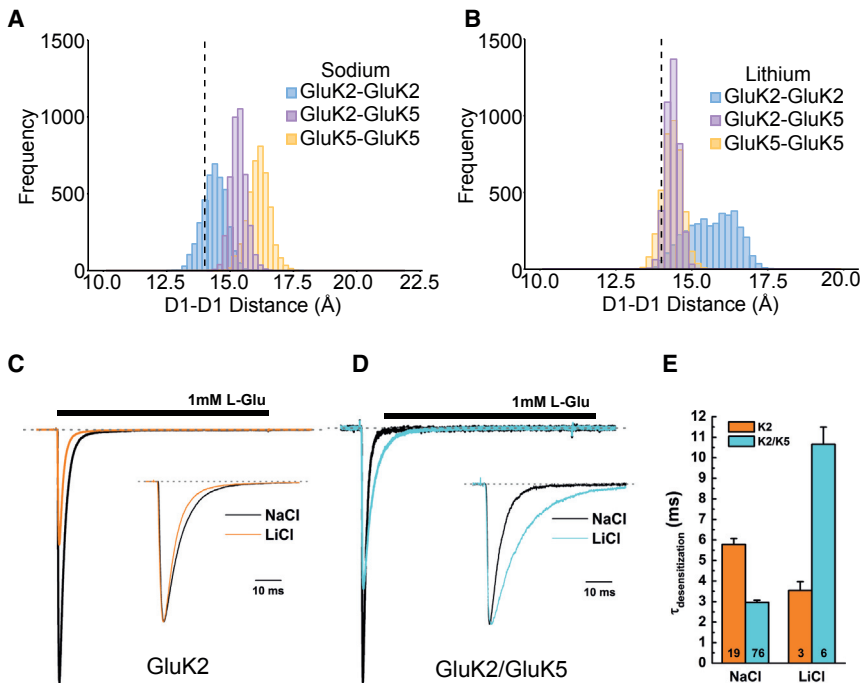 A
1500
1000
500
0
Frequency
Sodium
GluK2-GluK2
GluK2-GluK5
GluK5-GluK5
10.0 12.5 15.0 17.5 20.0 22.5
D1-D1 Distance (Å)
B
1500
1000
500
0
Frequency
Lithium
GluK2-GluK2
GluK2-GluK5
GluK5-GluK5
10.0 12.5 15.0 17.5 20.0
D1-D1 Distance (Å)
C
1mM L-Glu
NaCl
LiCl
10 ms
GluK2
D
1mM L-Glu
NaCl
LiCl
10 ms
GluK2/GluK5
E
12
11
10
9
8
7
6
5
4
3
2
1
0
τdesensitization (ms)
K2
K2/K5
19 76 3 6
NaCl LiCl